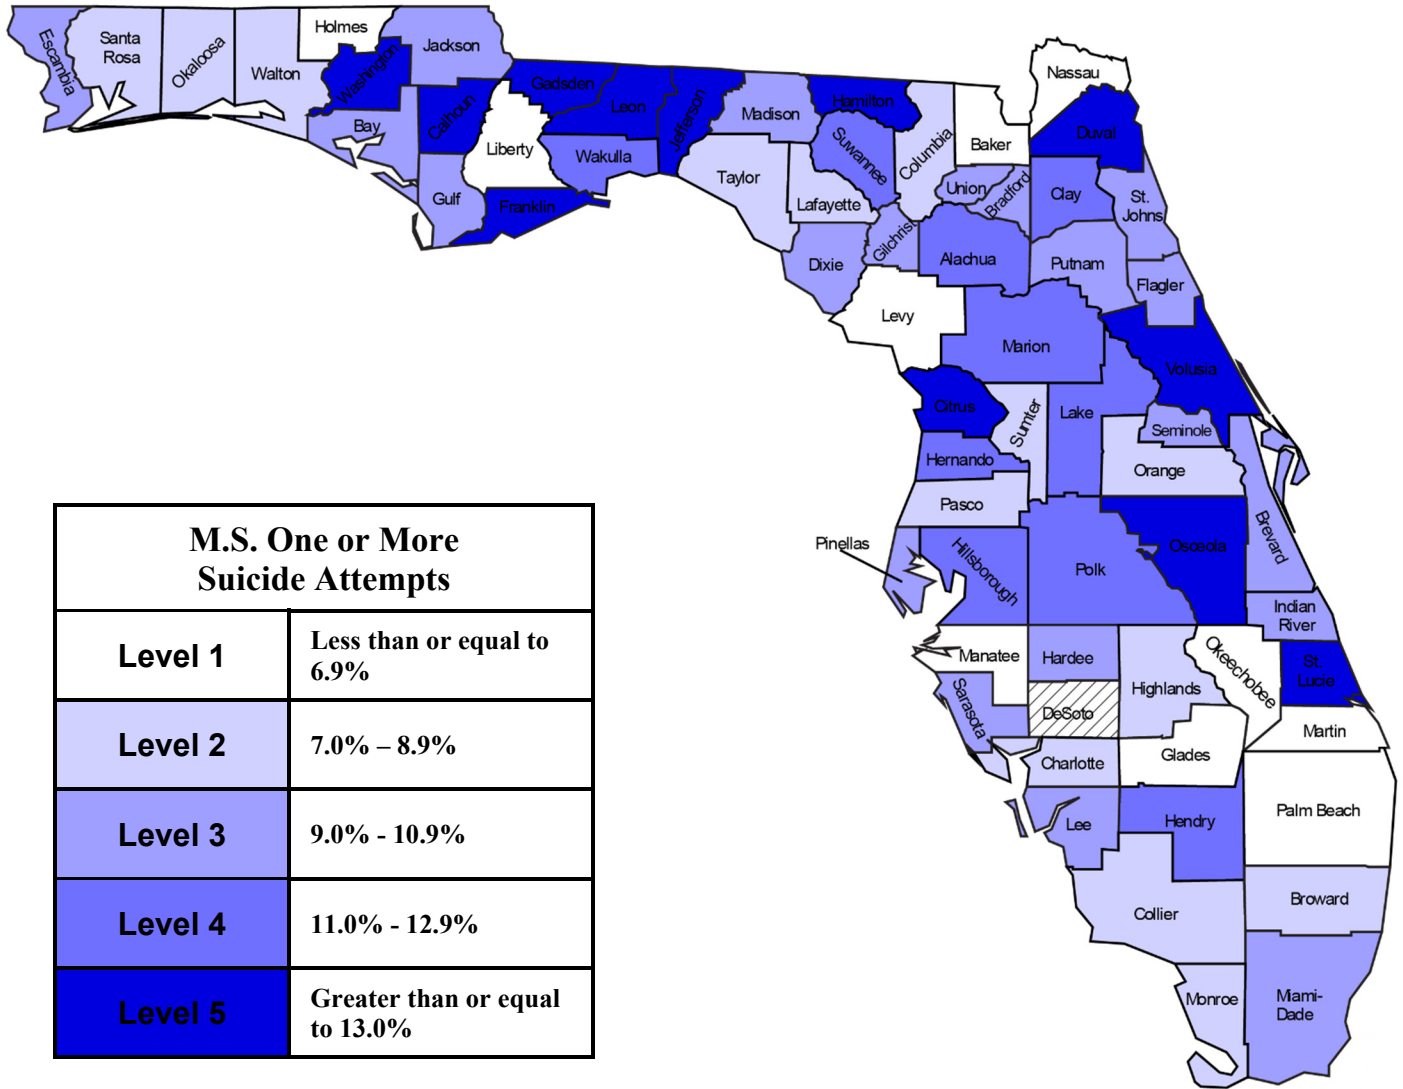 Holmes
Jackson
Santa
Rosa
Escambia
Okaloosa
Walton
Washington
Nassau
Gadsden
Leon
Jefferson
Calhoun
Madison
Hamilton
Bay
Liberty
Wakulla
Suwannee
Columbia
Baker
Duval
Taylor
Lafayette
Union
Bradford
Clay
St.
Johns
Gulf
Franklin
Gilchrist
Dixie
Alachua
Putnam
Flagler
Levy
Marion
Volusia
Citrus
Sumter
Lake
Seminole
Hernando
Orange
Pasco
Pinellas
Hillsborough
Polk
Osceola
Brevard
Indian
River
Manatee
Hardee
Okeechobee
St.
Lucie
Sarasota
DeSoto
Highlands
Martin
Charlotte
Glades
Lee
Hendry
Palm Beach
Collier
Broward
Monroe
Miami-
Dade
M.S. One or More
Suicide Attempts
Level 1
Less than or equal to
6.9%
Level 2
7.0% – 8.9%
Level 3
9.0% - 10.9%
Level 4
11.0% - 12.9%
Level 5
Greater than or equal
to 13.0%